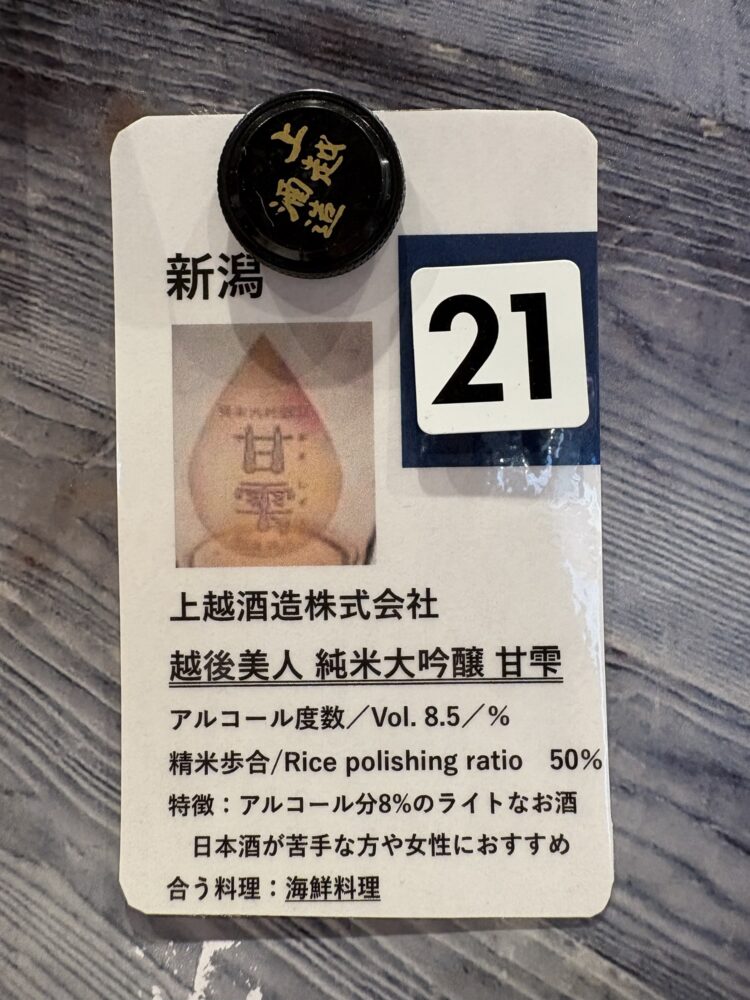 上越
酒造
新潟
21
甘雫
上越酒造株式会社
越後美人 純米大吟醸 甘雫
アルコール度数／Vol. 8.5／%
精米歩合/Rice polishing ratio 50%
特徴：アルコール分8%のライトなお酒
日本酒が苦手な方や女性におすすめ
合う料理：海鮮料理